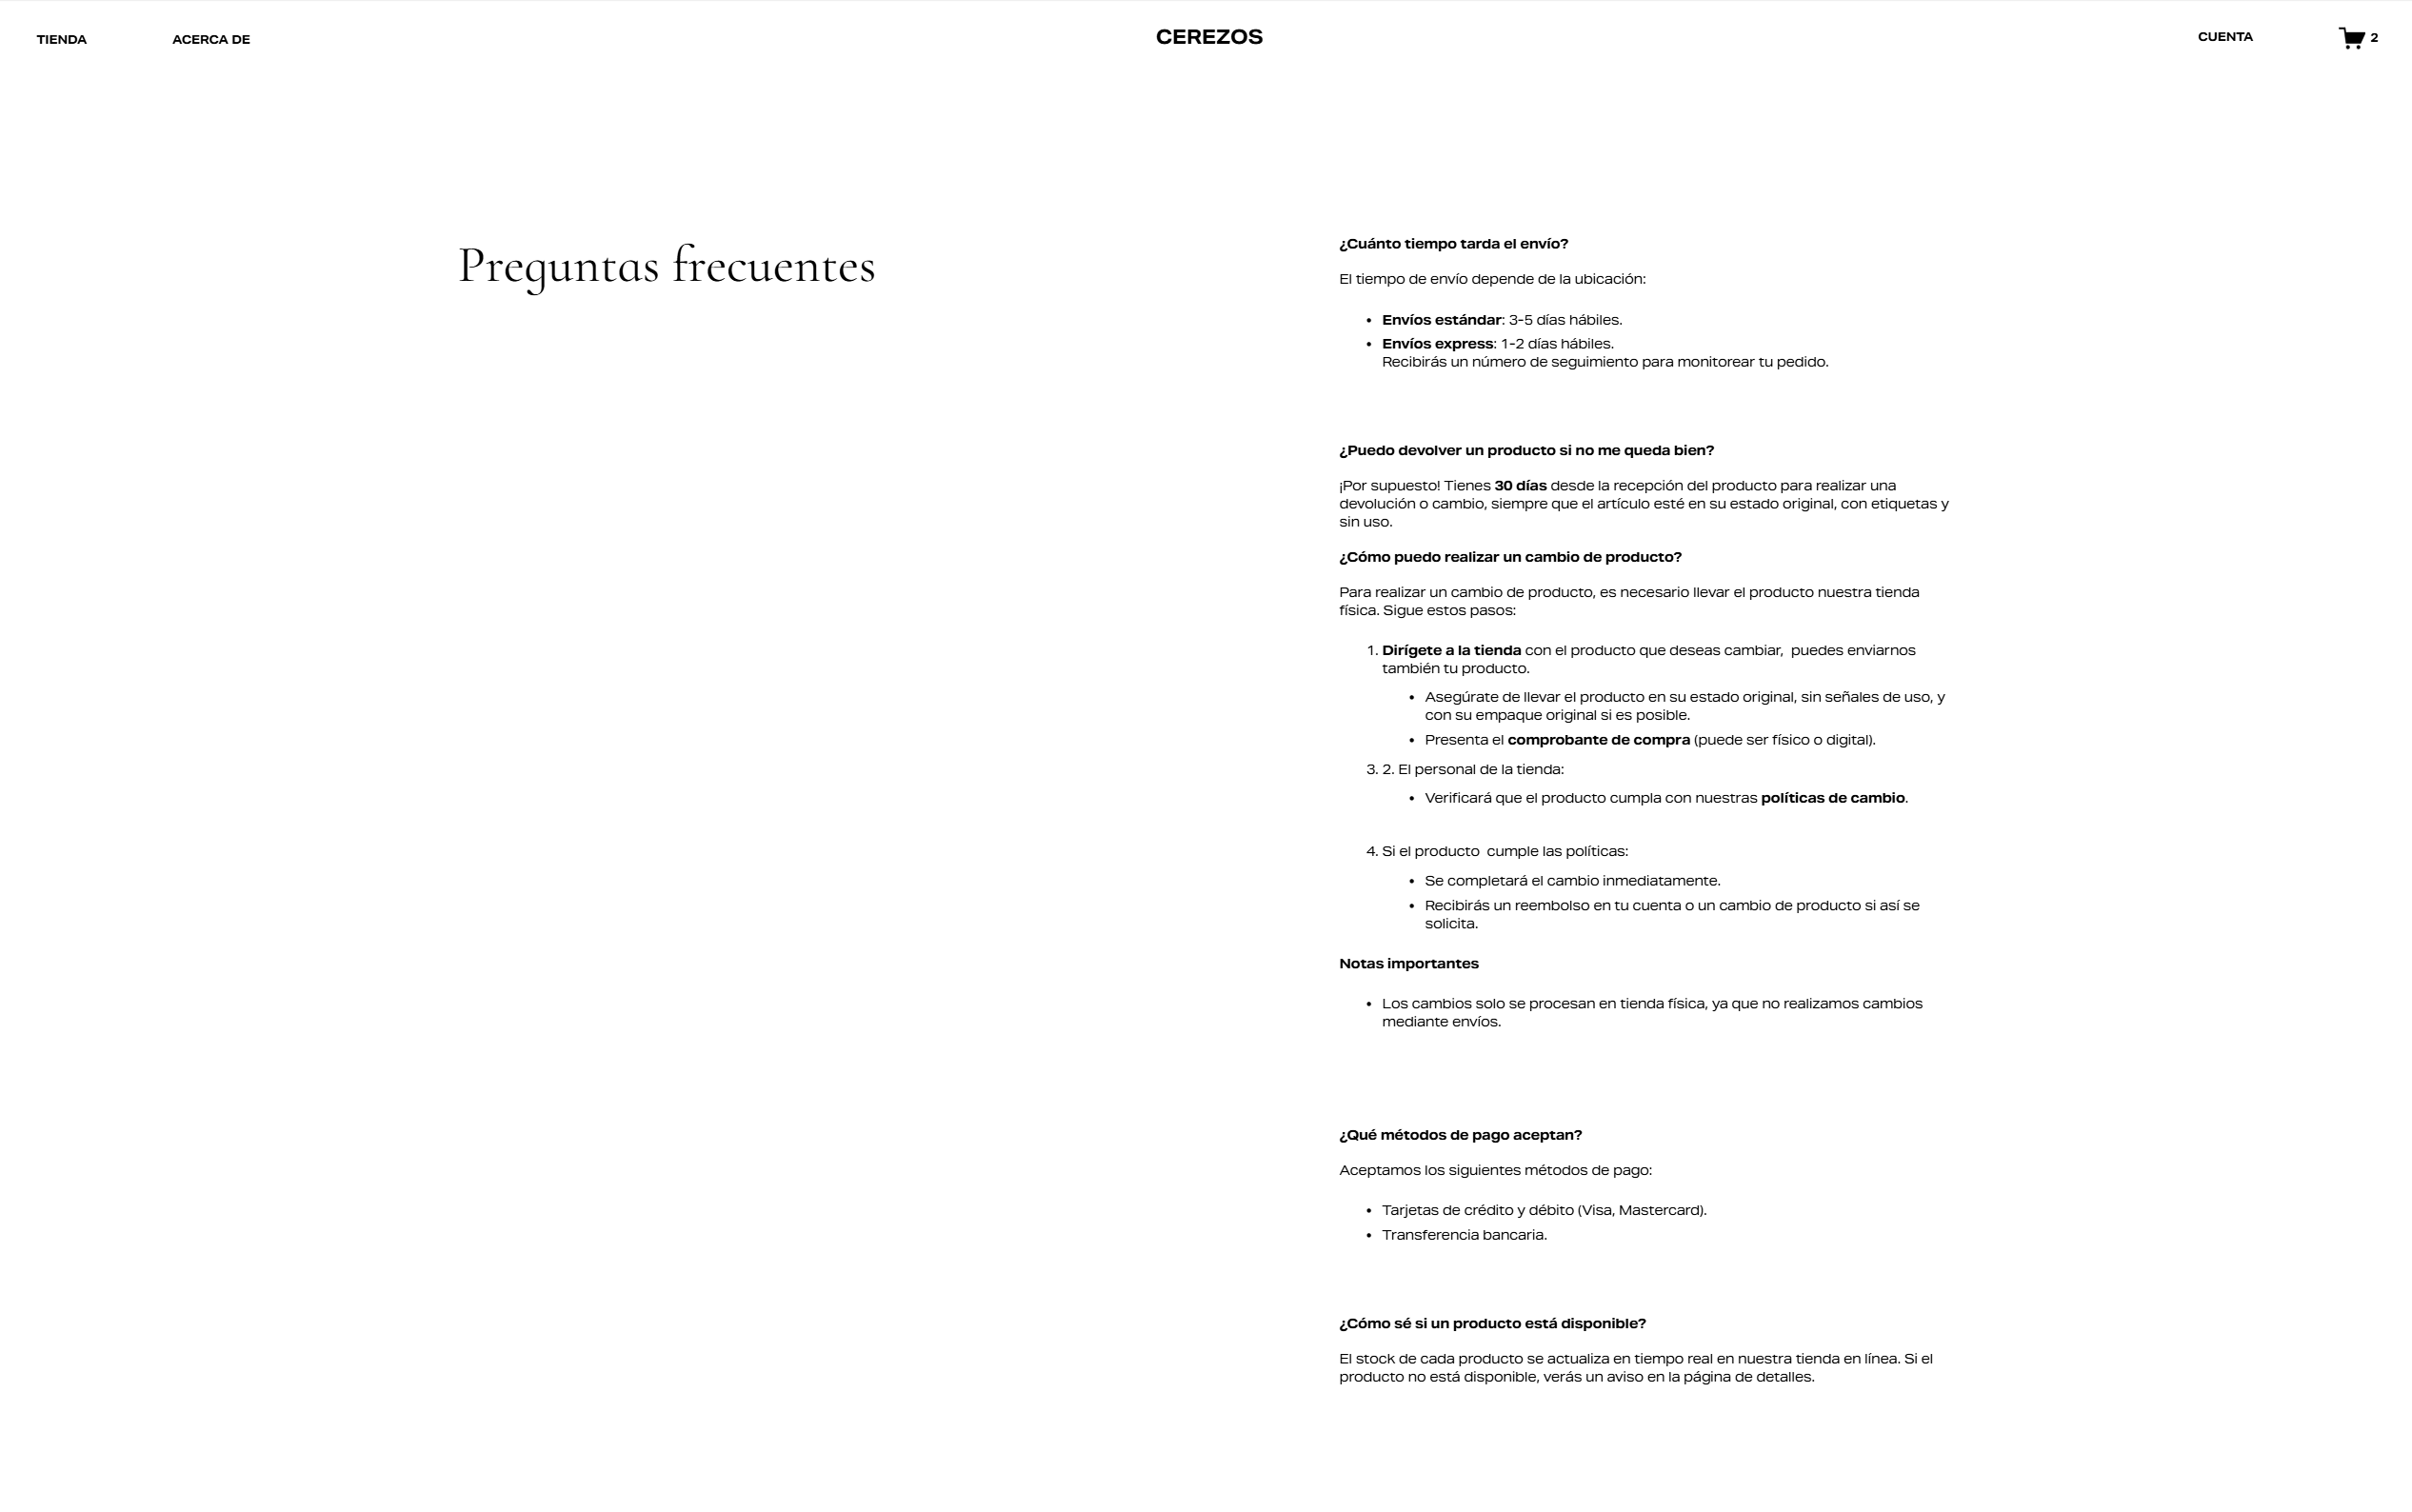 TIENDA
ACERCA DE
CEREZOS
CUENTA
2
Preguntas frecuentes
¿Cuánto tiempo tarda el envío?
El tiempo de envío depende de la ubicación:
• Envíos estándar: 3-5 días hábiles.
• Envíos express: 1-2 días hábiles.
Recibirás un número de seguimiento para monitorear tu pedido.
¿Puedo devolver un producto si no me queda bien?
¡Por supuesto! Tienes 30 días desde la recepción del producto para realizar una
devolución o cambio, siempre que el artículo esté en su estado original, con etiquetas y
sin uso.
¿Cómo puedo realizar un cambio de producto?
Para realizar un cambio de producto, es necesario llevar el producto nuestra tienda
física. Sigue estos pasos:
1. Dirígete a la tienda con el producto que deseas cambiar,  puedes enviarnos
también tu producto.
• Asegúrate de llevar el producto en su estado original, sin señales de uso, y
con su empaque original si es posible.
• Presenta el comprobante de compra (puede ser físico o digital).
3. 2. El personal de la tienda:
• Verificará que el producto cumpla con nuestras políticas de cambio.
4. Si el producto  cumple las políticas:
• Se completará el cambio inmediatamente.
• Recibirás un reembolso en tu cuenta o un cambio de producto si así se
solicita.
Notas importantes
• Los cambios solo se procesan en tienda física, ya que no realizamos cambios
mediante envíos.
¿Qué métodos de pago aceptan?
Aceptamos los siguientes métodos de pago:
• Tarjetas de crédito y débito (Visa, Mastercard).
• Transferencia bancaria.
¿Cómo sé si un producto está disponible?
El stock de cada producto se actualiza en tiempo real en nuestra tienda en línea. Si el
producto no está disponible, verás un aviso en la página de detalles.